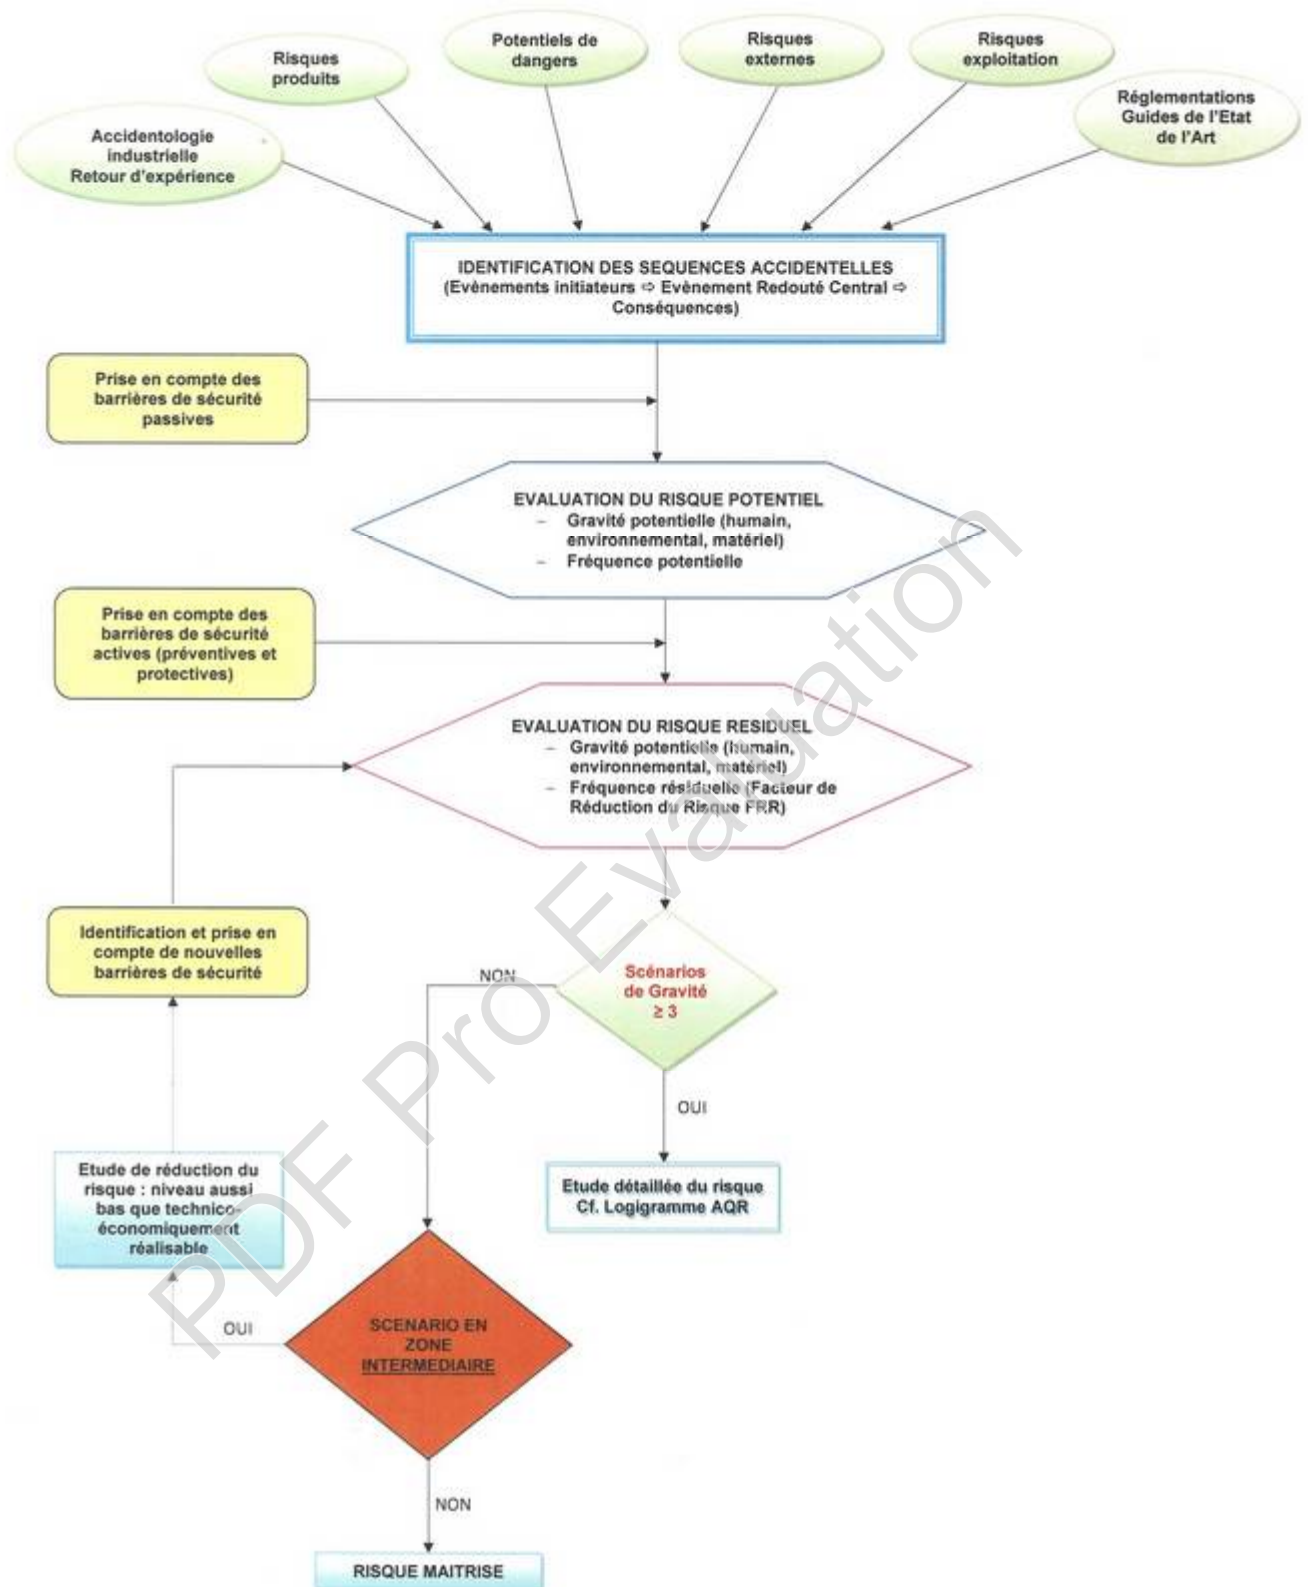 Risques
produits
Potentiels de
dangers
Risques
externes
Risques
exploitation
Réglementations
Guides de l'Etat
de l'Art
Accidentologie
industrielle
Retour d'expérience
IDENTIFICATION DES SEQUENCES ACCIDENTELLES
(Evènements initiateurs ⇨ Evènement Redouté Central ⇨
Conséquences)
Prise en compte des
barrières de sécurité
passives
EVALUATION DU RISQUE POTENTIEL
– Gravité potentielle (humain,
environnemental, matériel)
– Fréquence potentielle
Prise en compte des
barrières de sécurité
actives (préventives et
protectives)
EVALUATION DU RISQUE RESIDUEL
– Gravité potentielle (humain,
environnemental, matériel)
– Fréquence résiduelle (Facteur de
Réduction du Risque FRR)
Identification et prise en
compte de nouvelles
barrières de sécurité
NON
Scénarios
de Gravité
≥ 3
OUI
Etude de réduction du
risque : niveau aussi
bas que technico-
économiquement
réalisable
Etude détaillée du risque
Cf. Logigramme AQR
OUI
SCENARIO EN
ZONE
INTERMEDIAIRE
NON
RISQUE MAITRISE
PDF Pro Evaluation